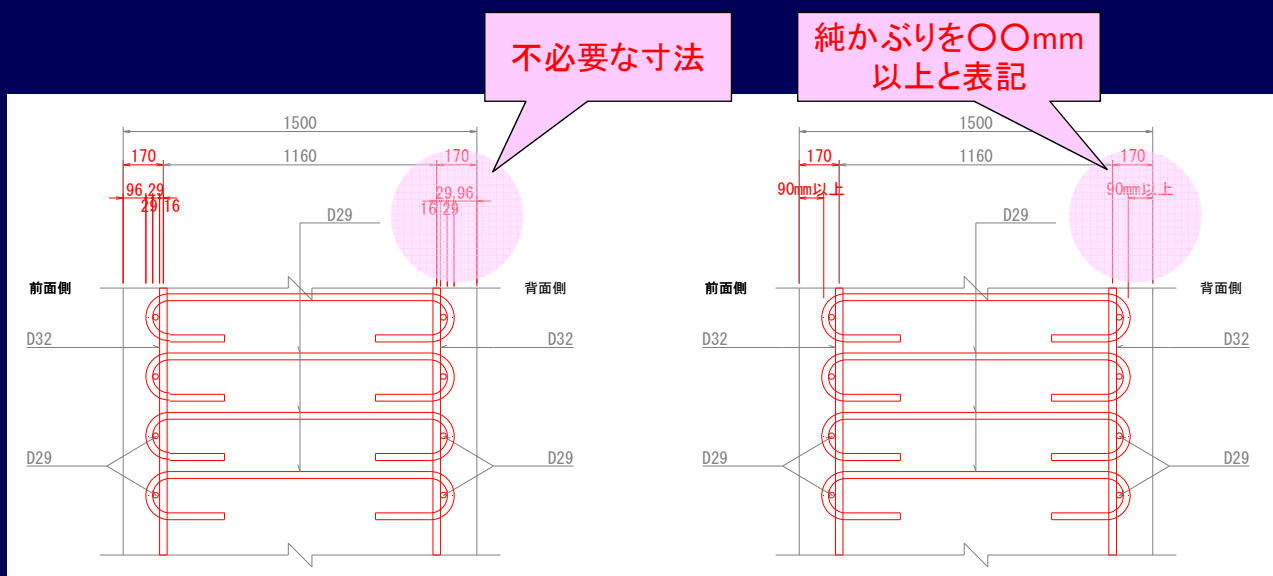 不必要な寸法
純かぶりを〇〇mm
以上と表記
1500
170
1160
170
96
29
29
16
29
96
16
29
D29
前面側
背面側
D32
D32
D29
D29
1500
170
1160
170
90mm以上
90mm以上
D29
前面側
背面側
D32
D32
D29
D29